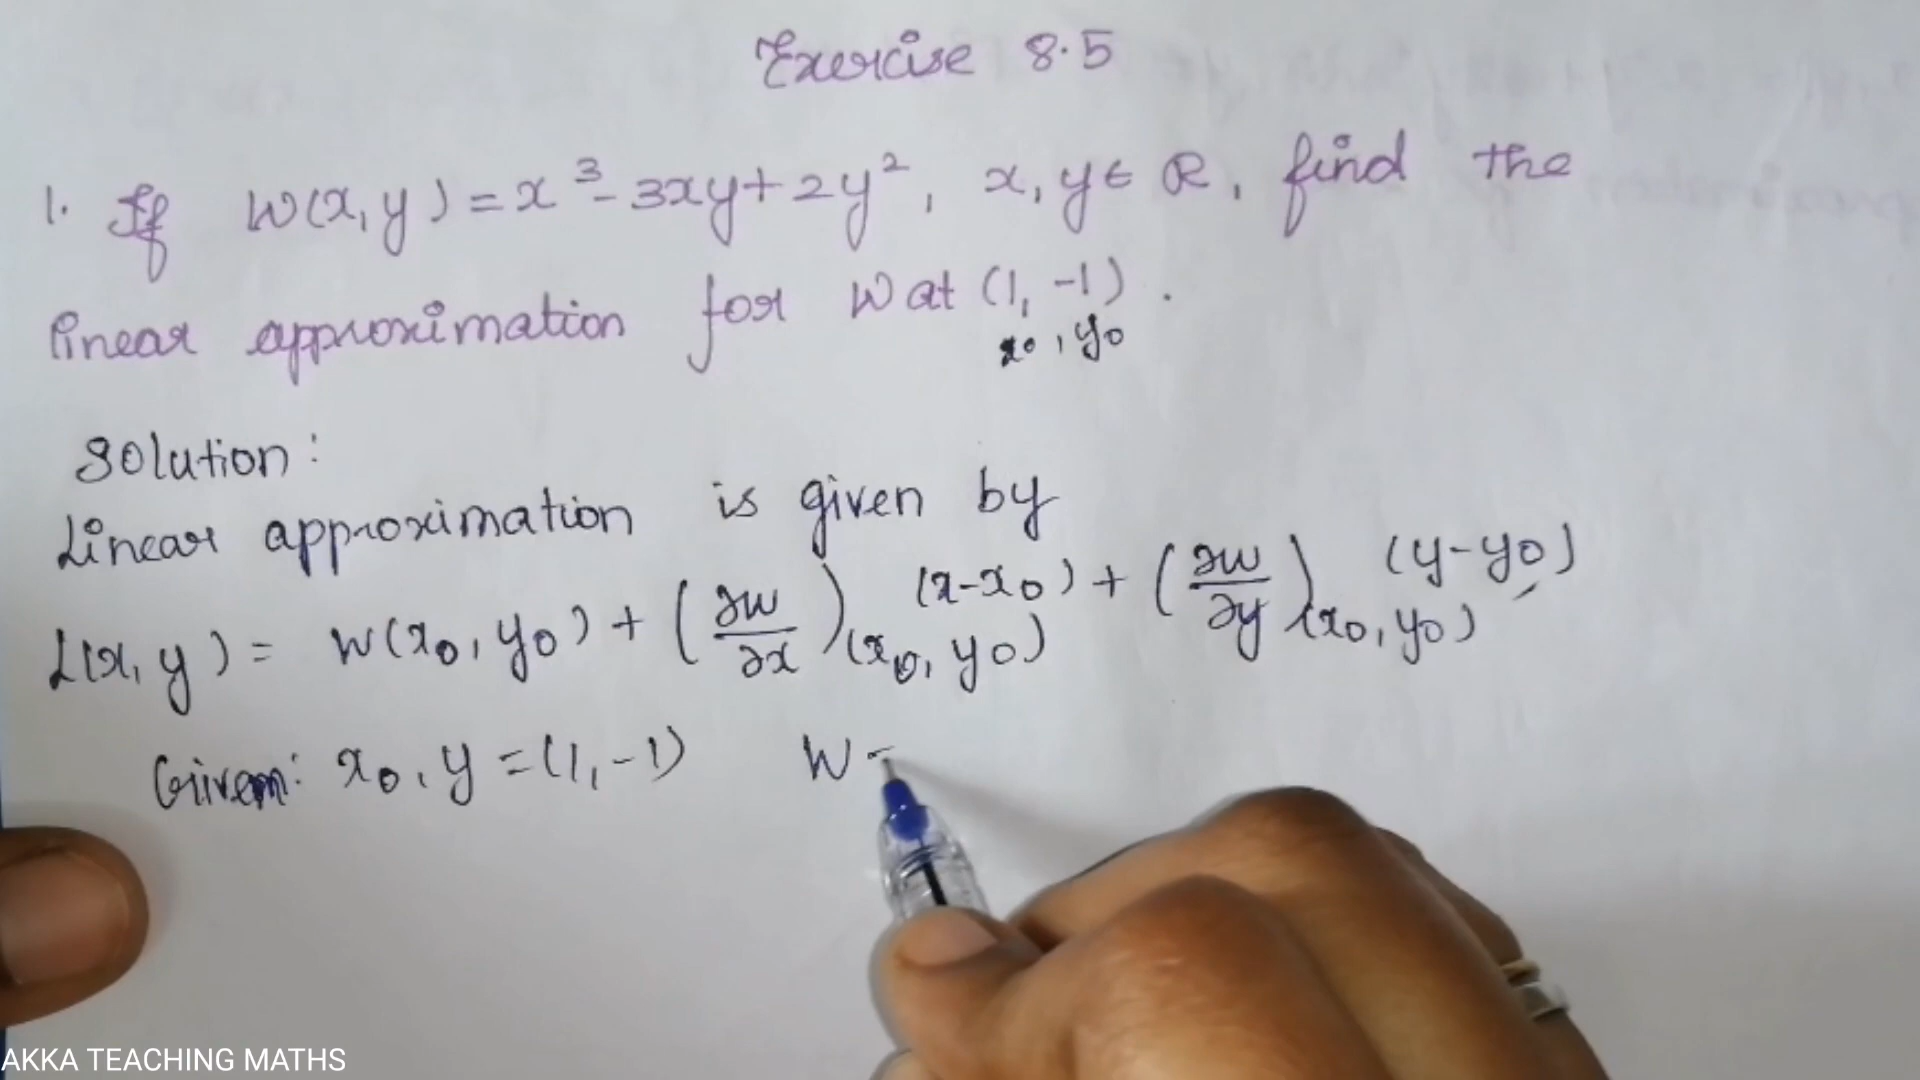 Exercise 8.5
1. If W(x, y) = x³ - 3xy + 2y², x, y ∈ R, find the
linear approximation for W at (1, -1).
x₀, y₀
Solution:
Linear approximation is given by
L(x, y) = W(x₀, y₀) + (∂w/∂x)(x₀, y₀) (x-x₀) + (∂w/∂y)(x₀, y₀) (y-y₀)
Given: x₀, y = (1, -1) W -
AKKA TEACHING MATHS